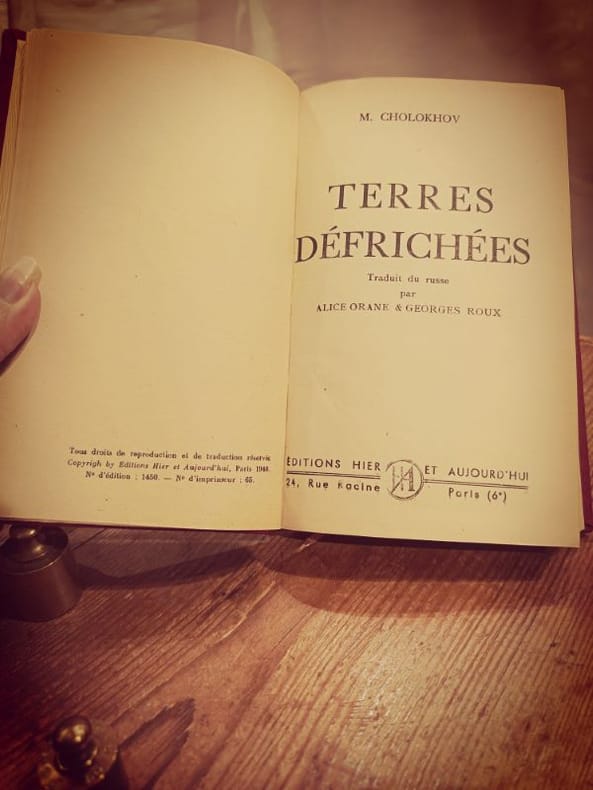 Tous droits de reproduction et de traduction réservés
Copyrigh by Editions Hier et Aujourd'hui, Paris
N° d'édition : 1450. — N° d'imprimeur : 65.
M. CHOLOKHOV
TERRES
DÉFRICHÉES
Traduit du russe
par
ALICE ORANE & GEORGES ROUX
ÉDITIONS HIER ET AUJOURD'HUI
24, Rue Racine Paris (6e)